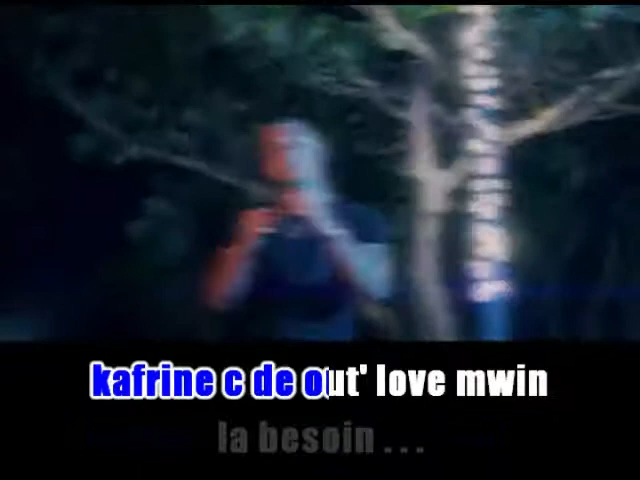 kafrine c de out' love mwin
la besoin . . .